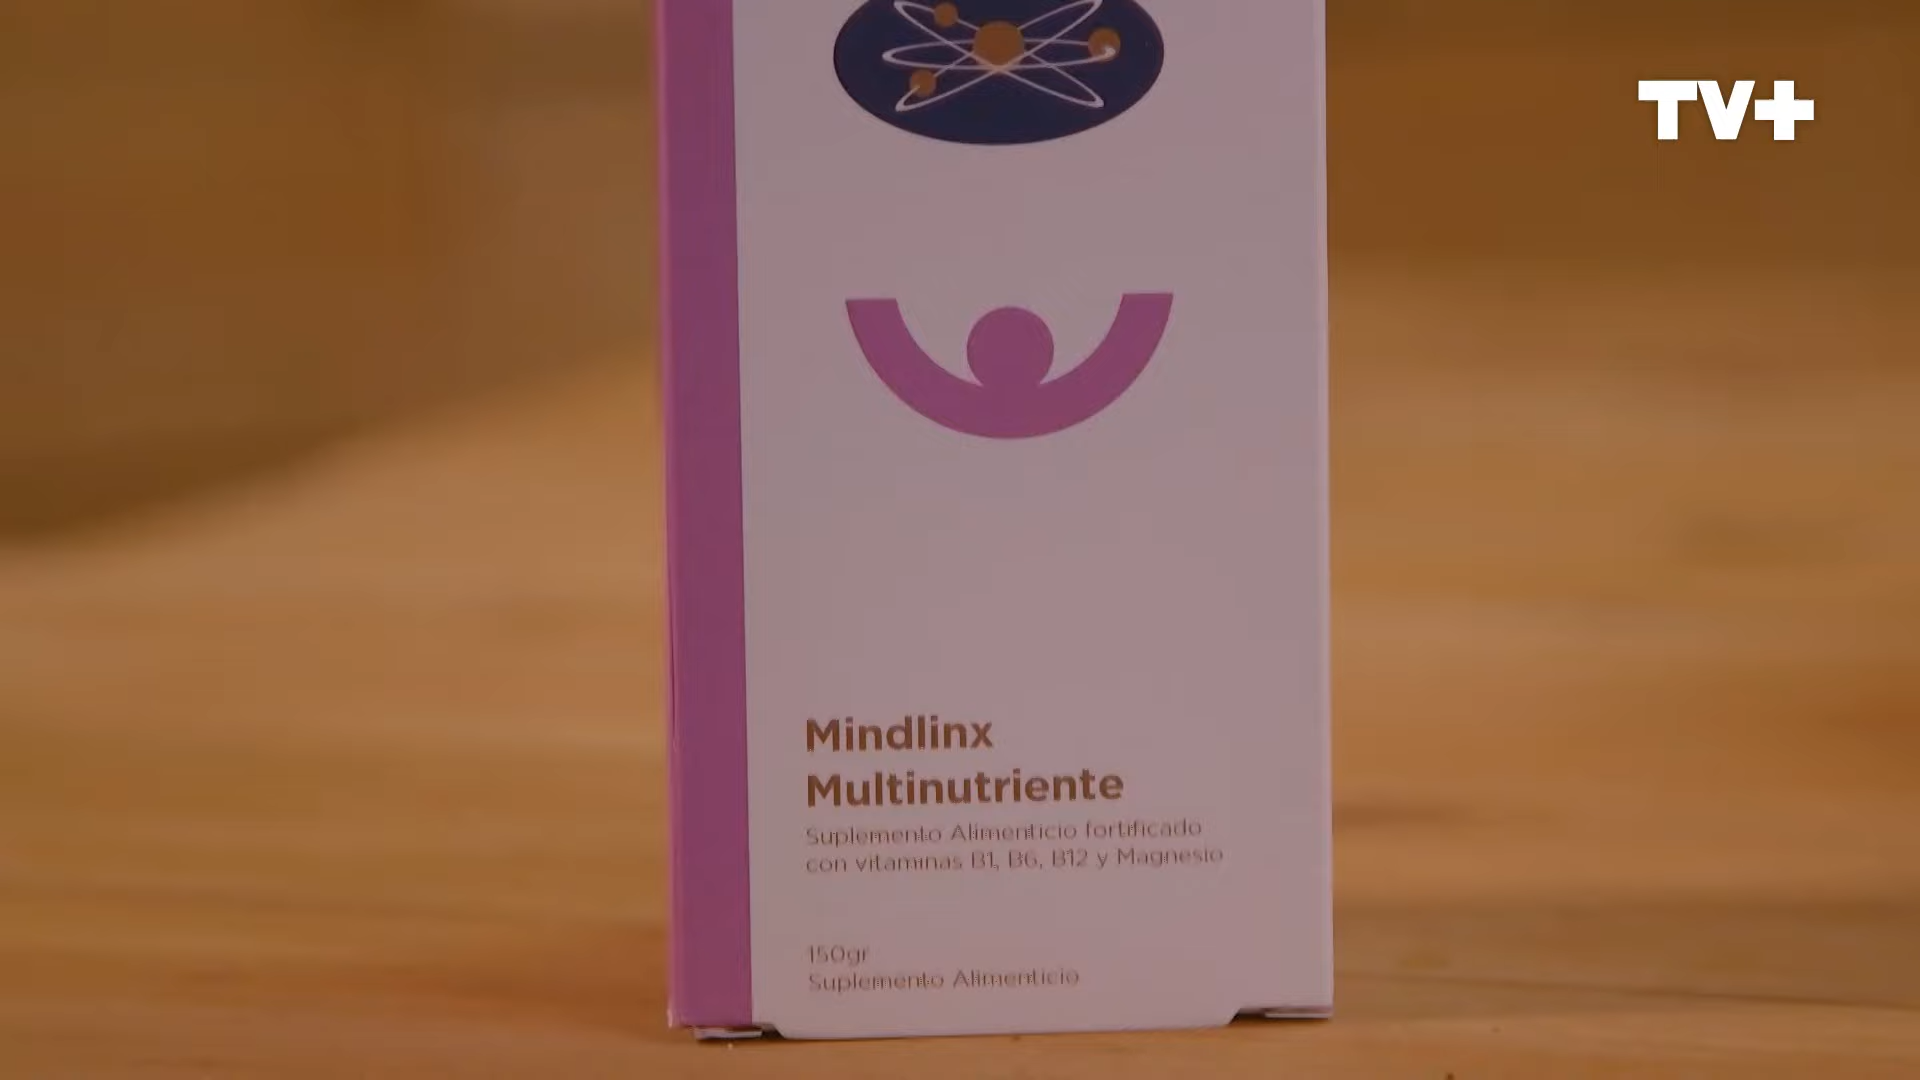 TV+
Mindlinx
Multinutriente
Suplemento Alimenticio fortificado
con vitaminas B1, B6, B12 y Magnesio
150gr
Suplemento Alimenticio